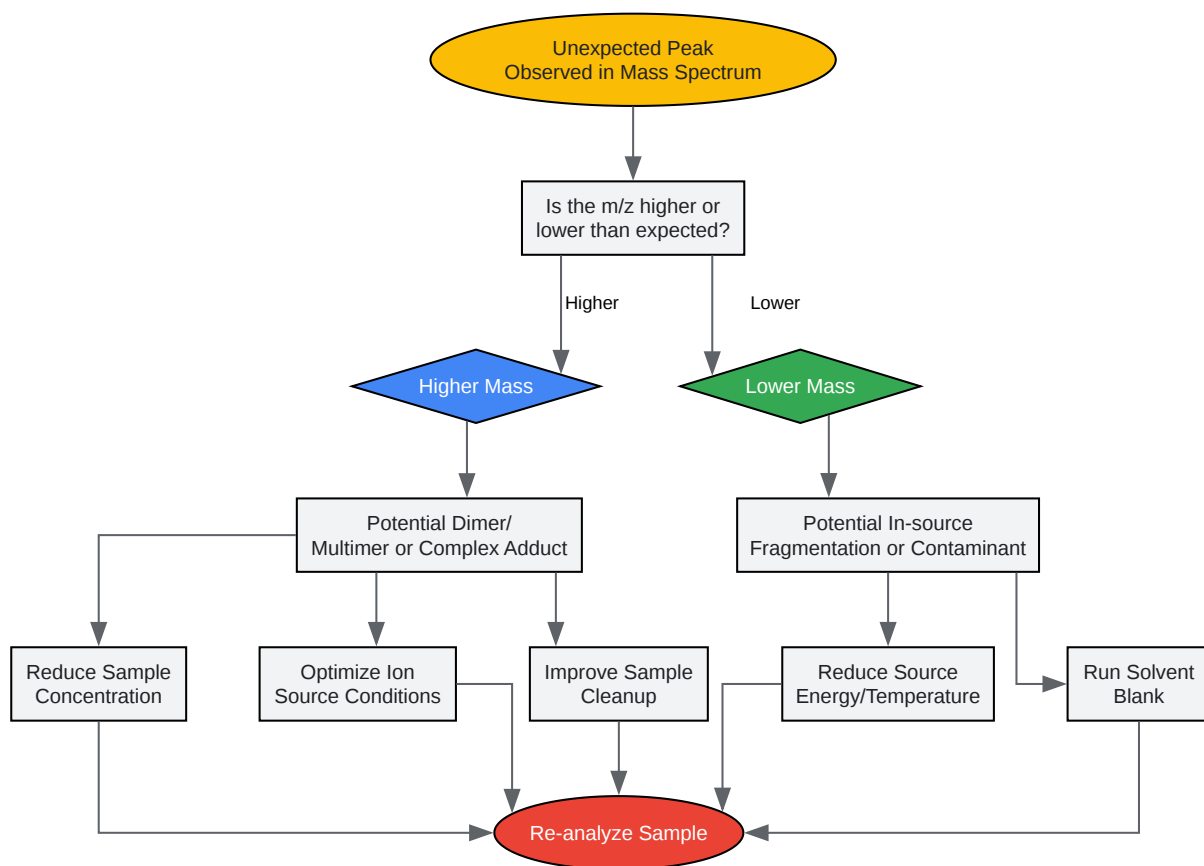 Unexpected Peak
Observed in Mass Spectrum
Is the m/z higher or
lower than expected?
Higher
Lower
Higher Mass
Lower Mass
Potential Dimer/
Multimer or Complex Adduct
Potential In-source
Fragmentation or Contaminant
Reduce Sample
Concentration
Optimize Ion
Source Conditions
Improve Sample
Cleanup
Reduce Source
Energy/Temperature
Run Solvent
Blank
Re-analyze Sample